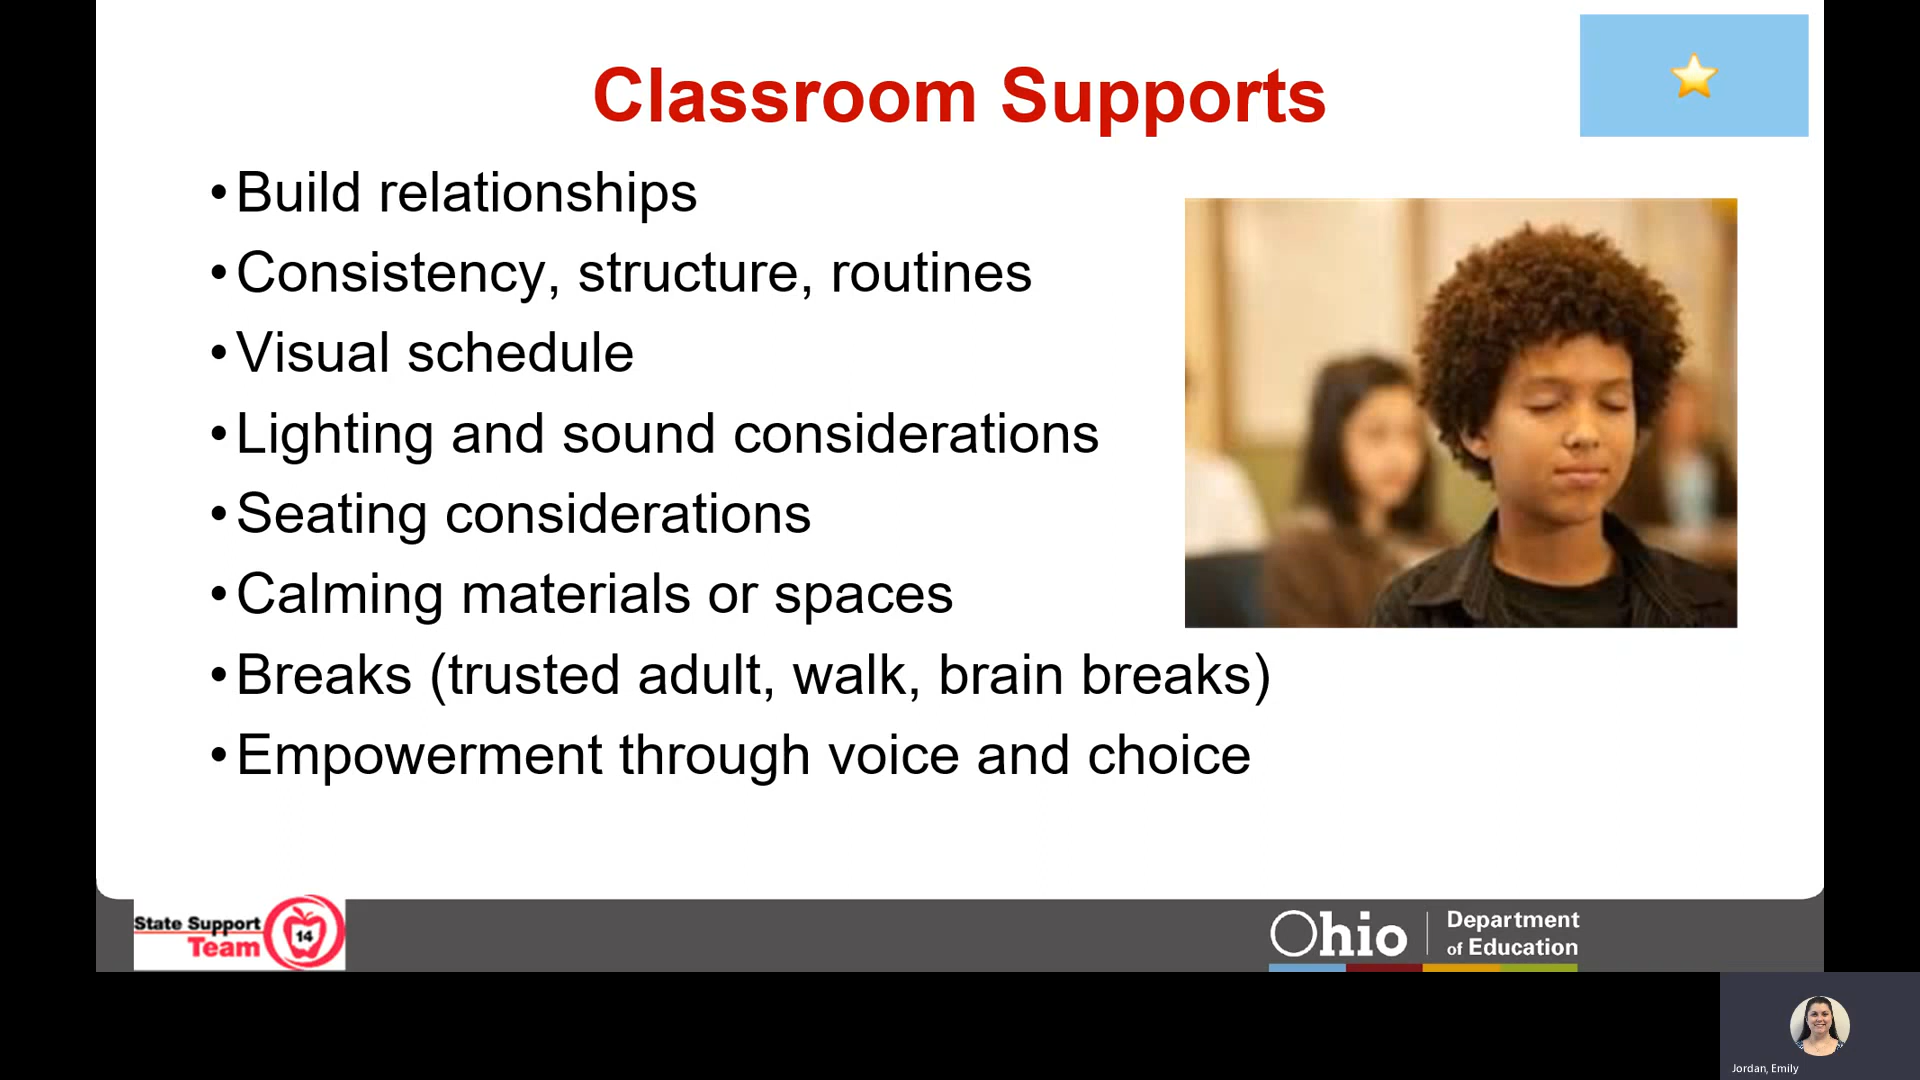 Classroom Supports
• Build relationships
• Consistency, structure, routines
• Visual schedule
• Lighting and sound considerations
• Seating considerations
• Calming materials or spaces
• Breaks (trusted adult, walk, brain breaks)
• Empowerment through voice and choice
State Support
Team
14
Ohio
Department
of Education
Jordan, Emily